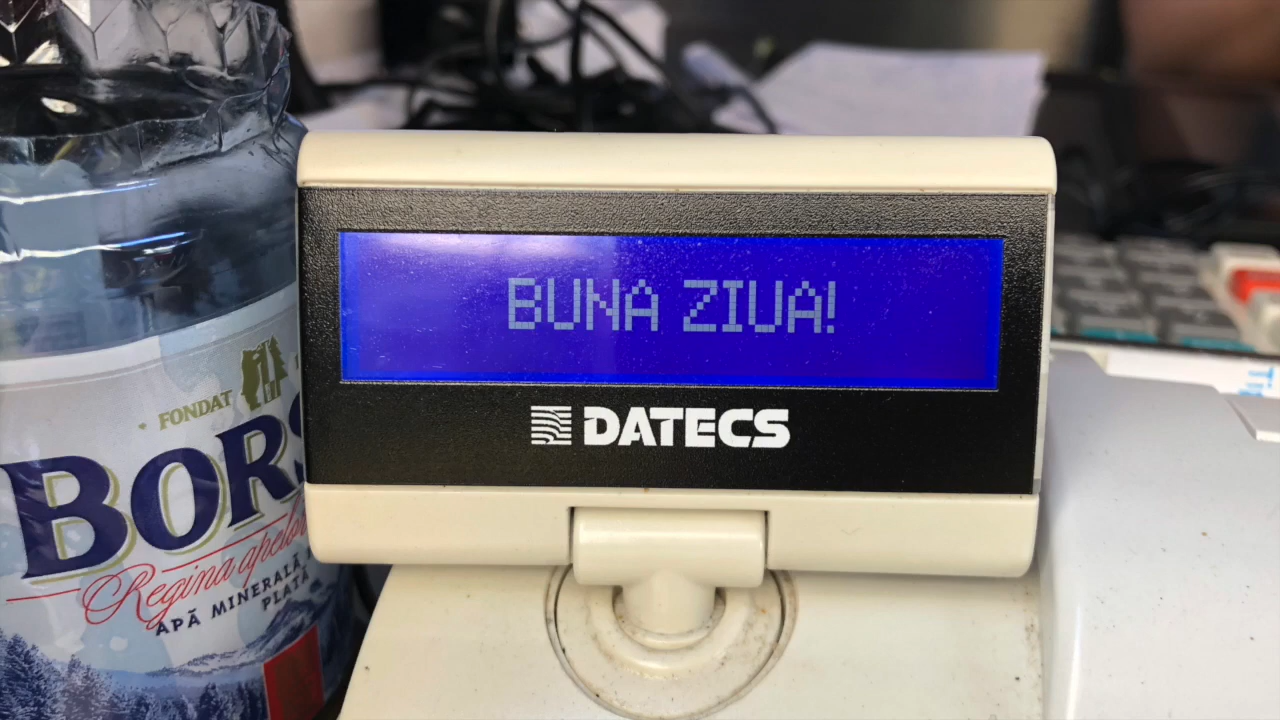 BUNA ZIUA!
DATECS
FONDAT
BORS
Regina apelor
APĂ MINERALĂ
PLATĂ